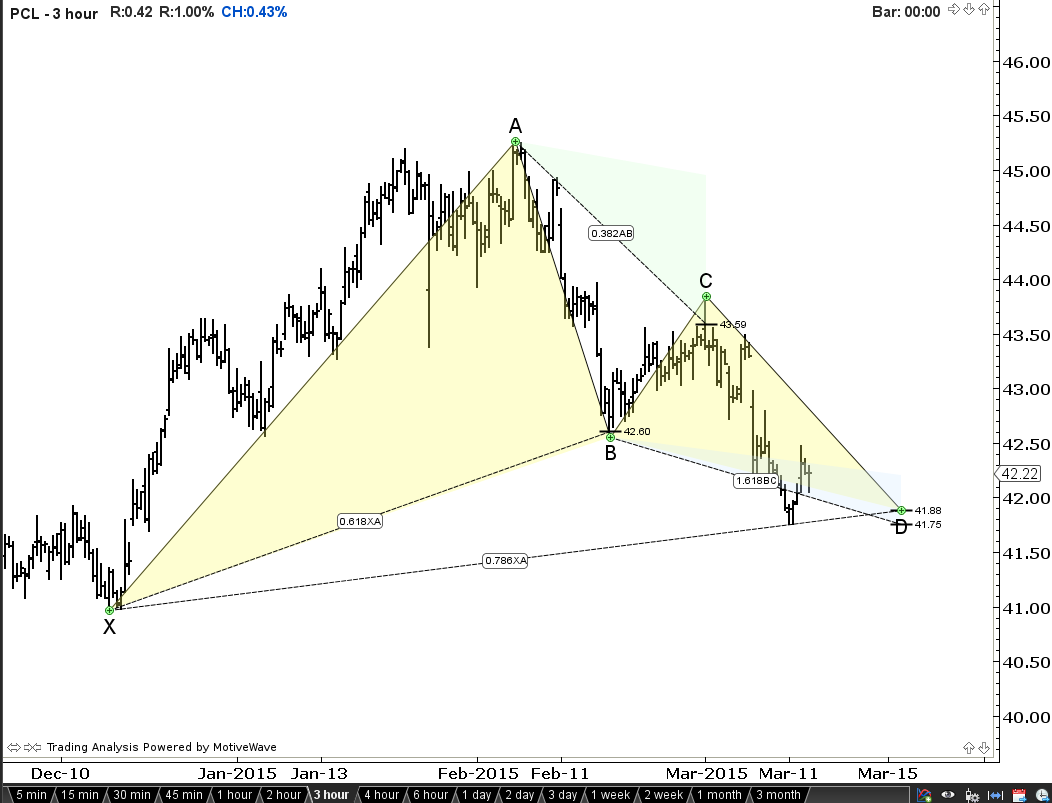 PCL - 3 hour R:0.42 R:1.00% CH:0.43% Bar: 00:00
46.00
A
45.50
45.00
0.382AB
44.50
C
44.00
43.59
43.50
43.00
42.60
B
42.50
1.618BC
42.22
42.00
0.618XA
41.88
D
41.75
0.786XA
41.50
X
41.00
40.50
40.00
Trading Analysis Powered by MotiveWave
Dec-10 Jan-2015 Jan-13 Feb-2015 Feb-11 Mar-2015 Mar-11 Mar-15
5 min 15 min 30 min 45 min 1 hour 2 hour 3 hour 4 hour 6 hour 1 day 2 day 3 day 1 week 2 week 1 month 3 month